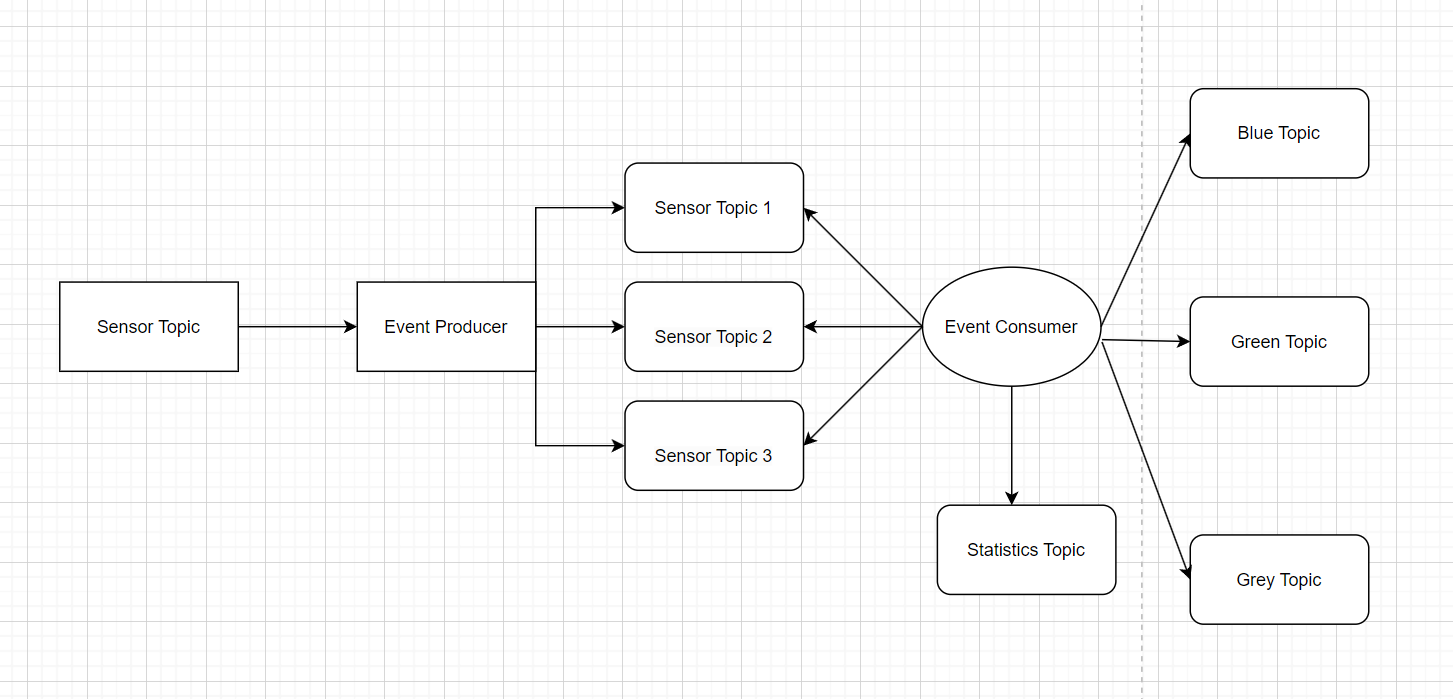 Blue Topic
Sensor Topic 1
Sensor Topic
Event Producer
Sensor Topic 2
Event Consumer
Green Topic
Sensor Topic 3
Statistics Topic
Grey Topic